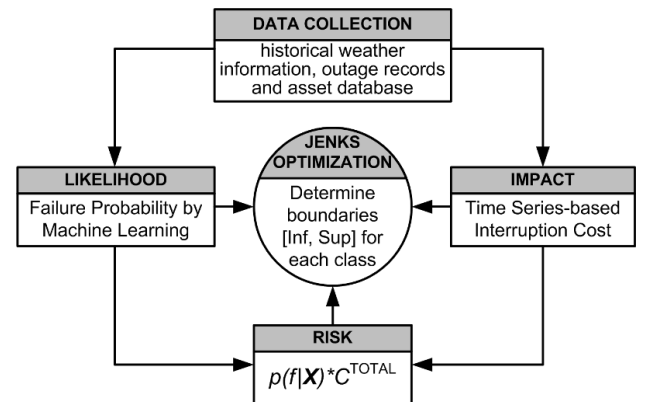 DATA COLLECTION
historical weather
information, outage records
and asset database
JENKS
OPTIMIZATION
Determine
boundaries
[Inf, Sup] for
each class
LIKELIHOOD
Failure Probability by
Machine Learning
IMPACT
Time Series-based
Interruption Cost
RISK
p(f|X)*C^TOTAL